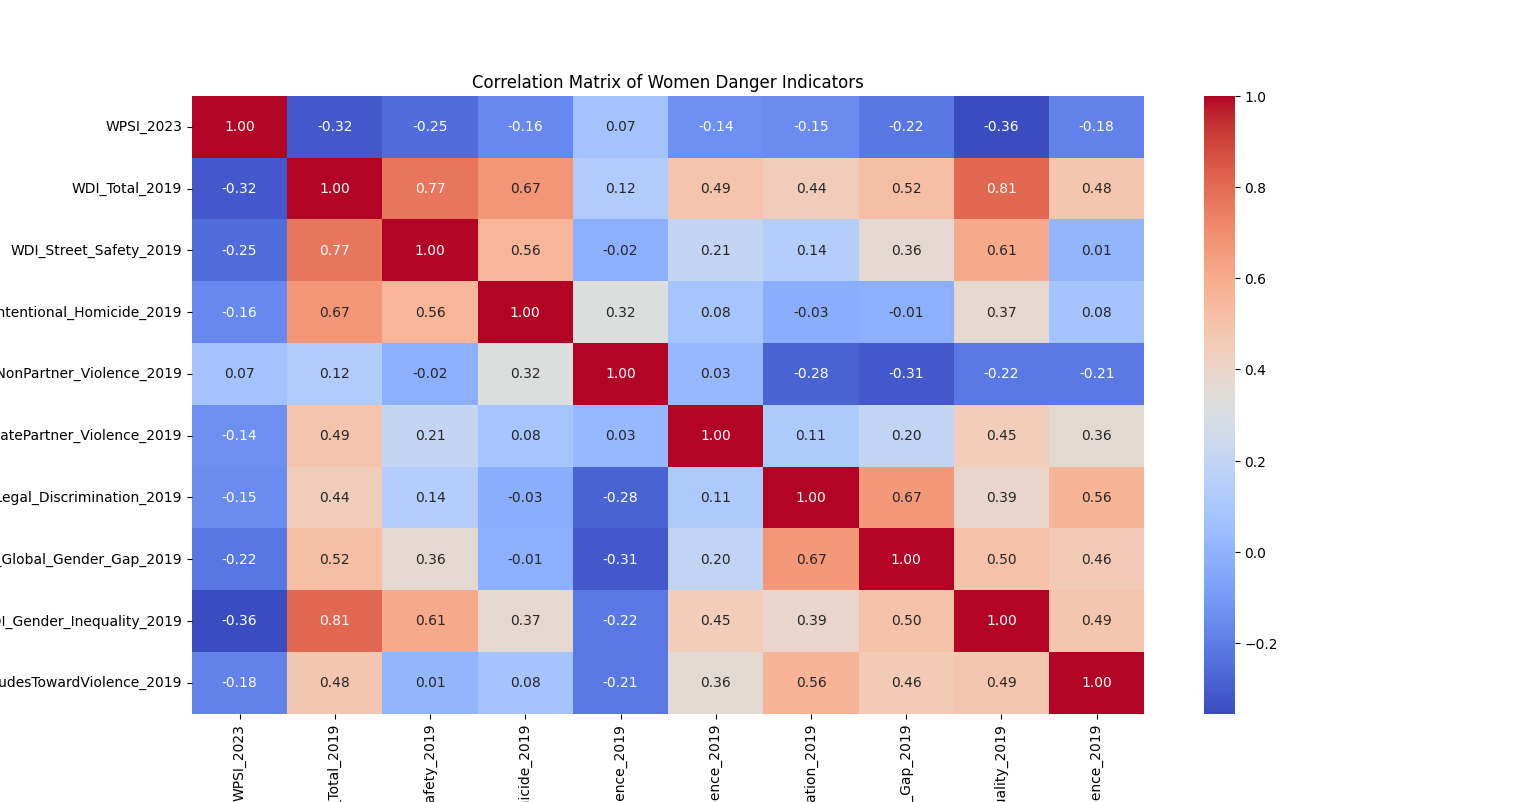 Correlation Matrix of Women Danger Indicators
WPSI_2023 1.00 -0.32 -0.25 -0.16 0.07 -0.14 -0.15 -0.22 -0.36 -0.18
WDI_Total_2019 -0.32 1.00 0.77 0.67 0.12 0.49 0.44 0.52 0.81 0.48
WDI_Street_Safety_2019 -0.25 0.77 1.00 0.56 -0.02 0.21 0.14 0.36 0.61 0.01
ntentional_Homicide_2019 -0.16 0.67 0.56 1.00 0.32 0.08 -0.03 -0.01 0.37 0.08
NonPartner_Violence_2019 0.07 0.12 -0.02 0.32 1.00 0.03 -0.28 -0.31 -0.22 -0.21
atePartner_Violence_2019 -0.14 0.49 0.21 0.08 0.03 1.00 0.11 0.20 0.45 0.36
Legal_Discrimination_2019 -0.15 0.44 0.14 -0.03 -0.28 0.11 1.00 0.67 0.39 0.56
_Global_Gender_Gap_2019 -0.22 0.52 0.36 -0.01 -0.31 0.20 0.67 1.00 0.50 0.46
I_Gender_Inequality_2019 -0.36 0.81 0.61 0.37 -0.22 0.45 0.39 0.50 1.00 0.49
udesTowardViolence_2019 -0.18 0.48 0.01 0.08 -0.21 0.36 0.56 0.46 0.49 1.00
WPSI_2023
_Total_2019
afety_2019
icide_2019
ence_2019
ence_2019
ation_2019
_Gap_2019
uality_2019
ence_2019
1.0
0.8
0.6
0.4
0.2
0.0
−0.2